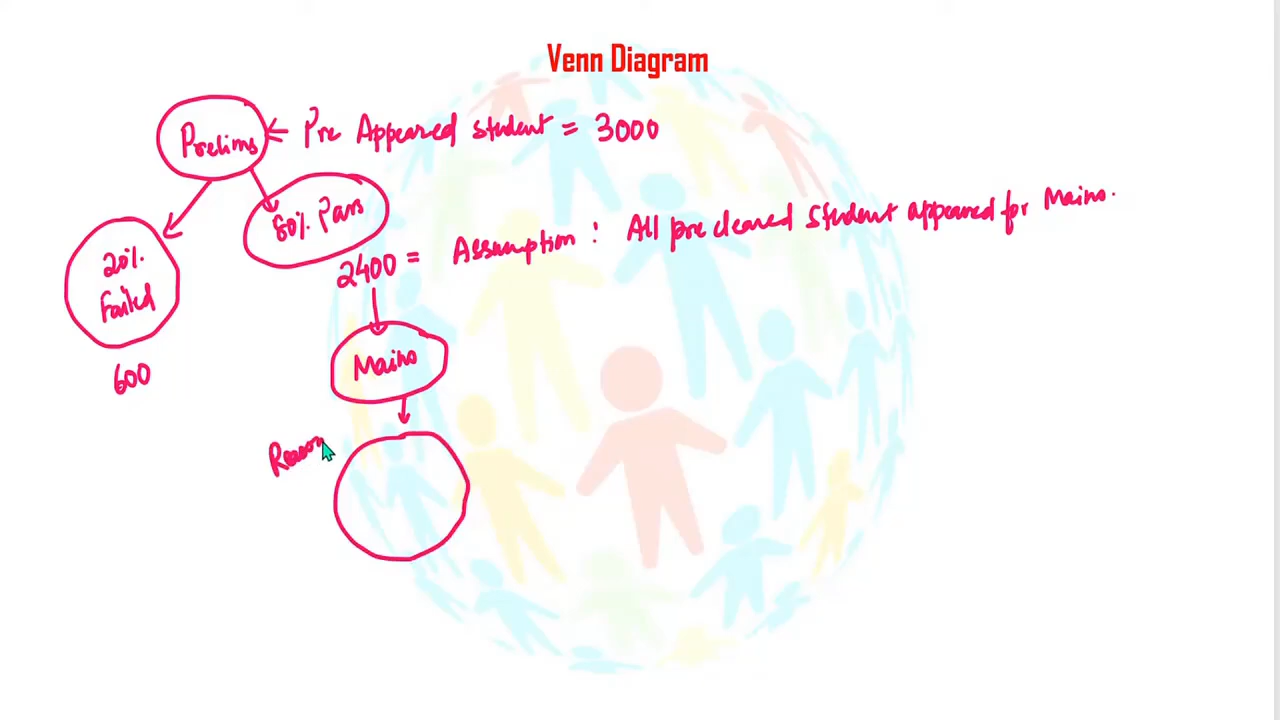 Venn Diagram
Prelims
Pre Appeared student = 3000
80% Pass
20%
Failed
600
2400 = Assumption : All pre cleared student appeared for Mains.
Mains
Reason